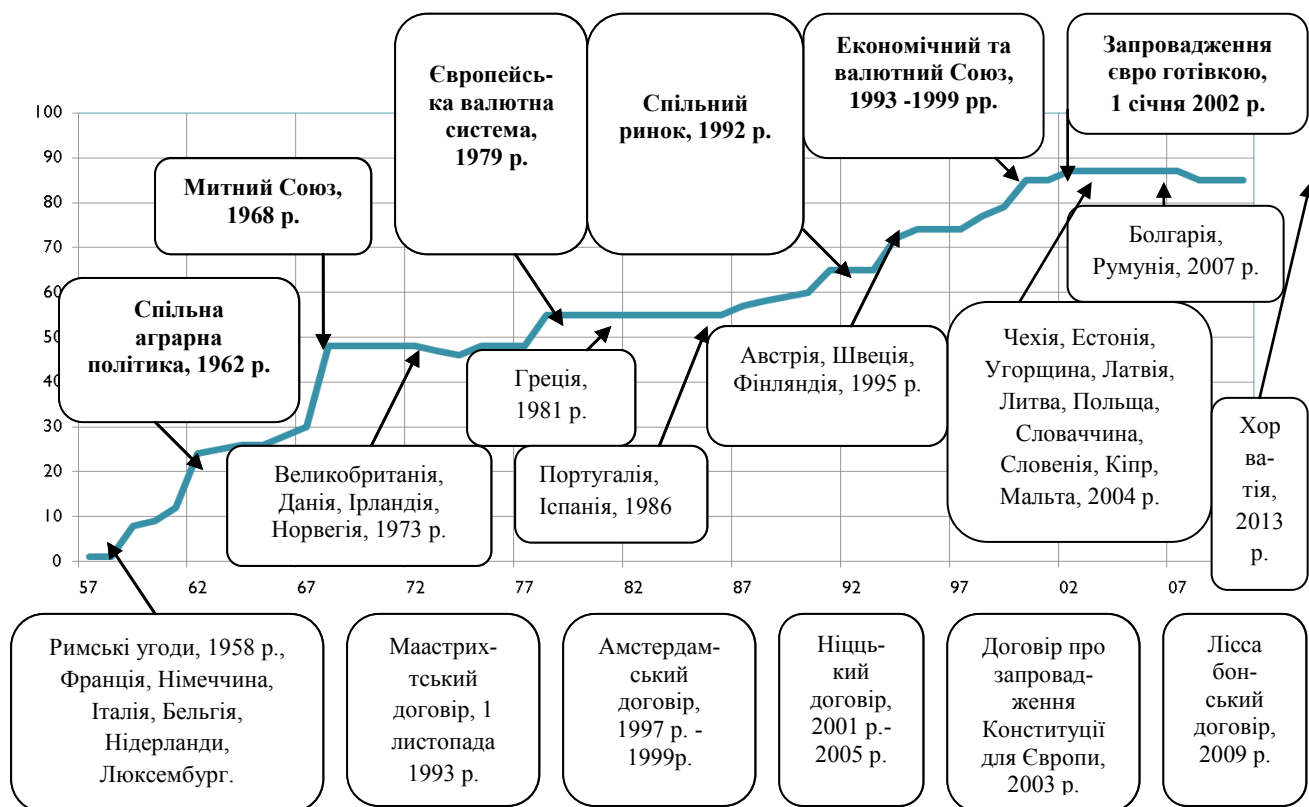 Європейсь-
ка валютна
система,
1979 р.
Спільний
ринок, 1992 р.
Економічний та
валютний Союз,
1993 -1999 рр.
Запровадження
євро готівкою,
1 січня 2002 р.
Митний Союз,
1968 р.
Спільна
аграрна
політика, 1962 р.
Болгарія,
Румунія, 2007 р.
Греція,
1981 р.
Австрія, Швеція,
Фінляндія, 1995 р.
Чехія, Естонія,
Угорщина, Латвія,
Литва, Польща,
Словаччина,
Словенія, Кіпр,
Мальта, 2004 р.
Хор
ва-
тія,
2013
р.
Великобританія,
Данія, Ірландія,
Норвегія, 1973 р.
Португалія,
Іспанія, 1986
100
90
80
70
60
50
40
30
20
10
0
57 62 67 72 77 82 87 92 97 02 07
Римські угоди, 1958 р.,
Франція, Німеччина,
Італія, Бельгія,
Нідерланди,
Люксембург.
Маастрих-
тський
договір, 1
листопада
1993 р.
Амстердам-
ський
договір,
1997 р. -
1999р.
Ніцць-
кий
договір,
2001 р.-
2005 р.
Договір про
запровад-
ження
Конституції
для Європи,
2003 р.
Лісса
бон-
ський
договір,
2009 р.